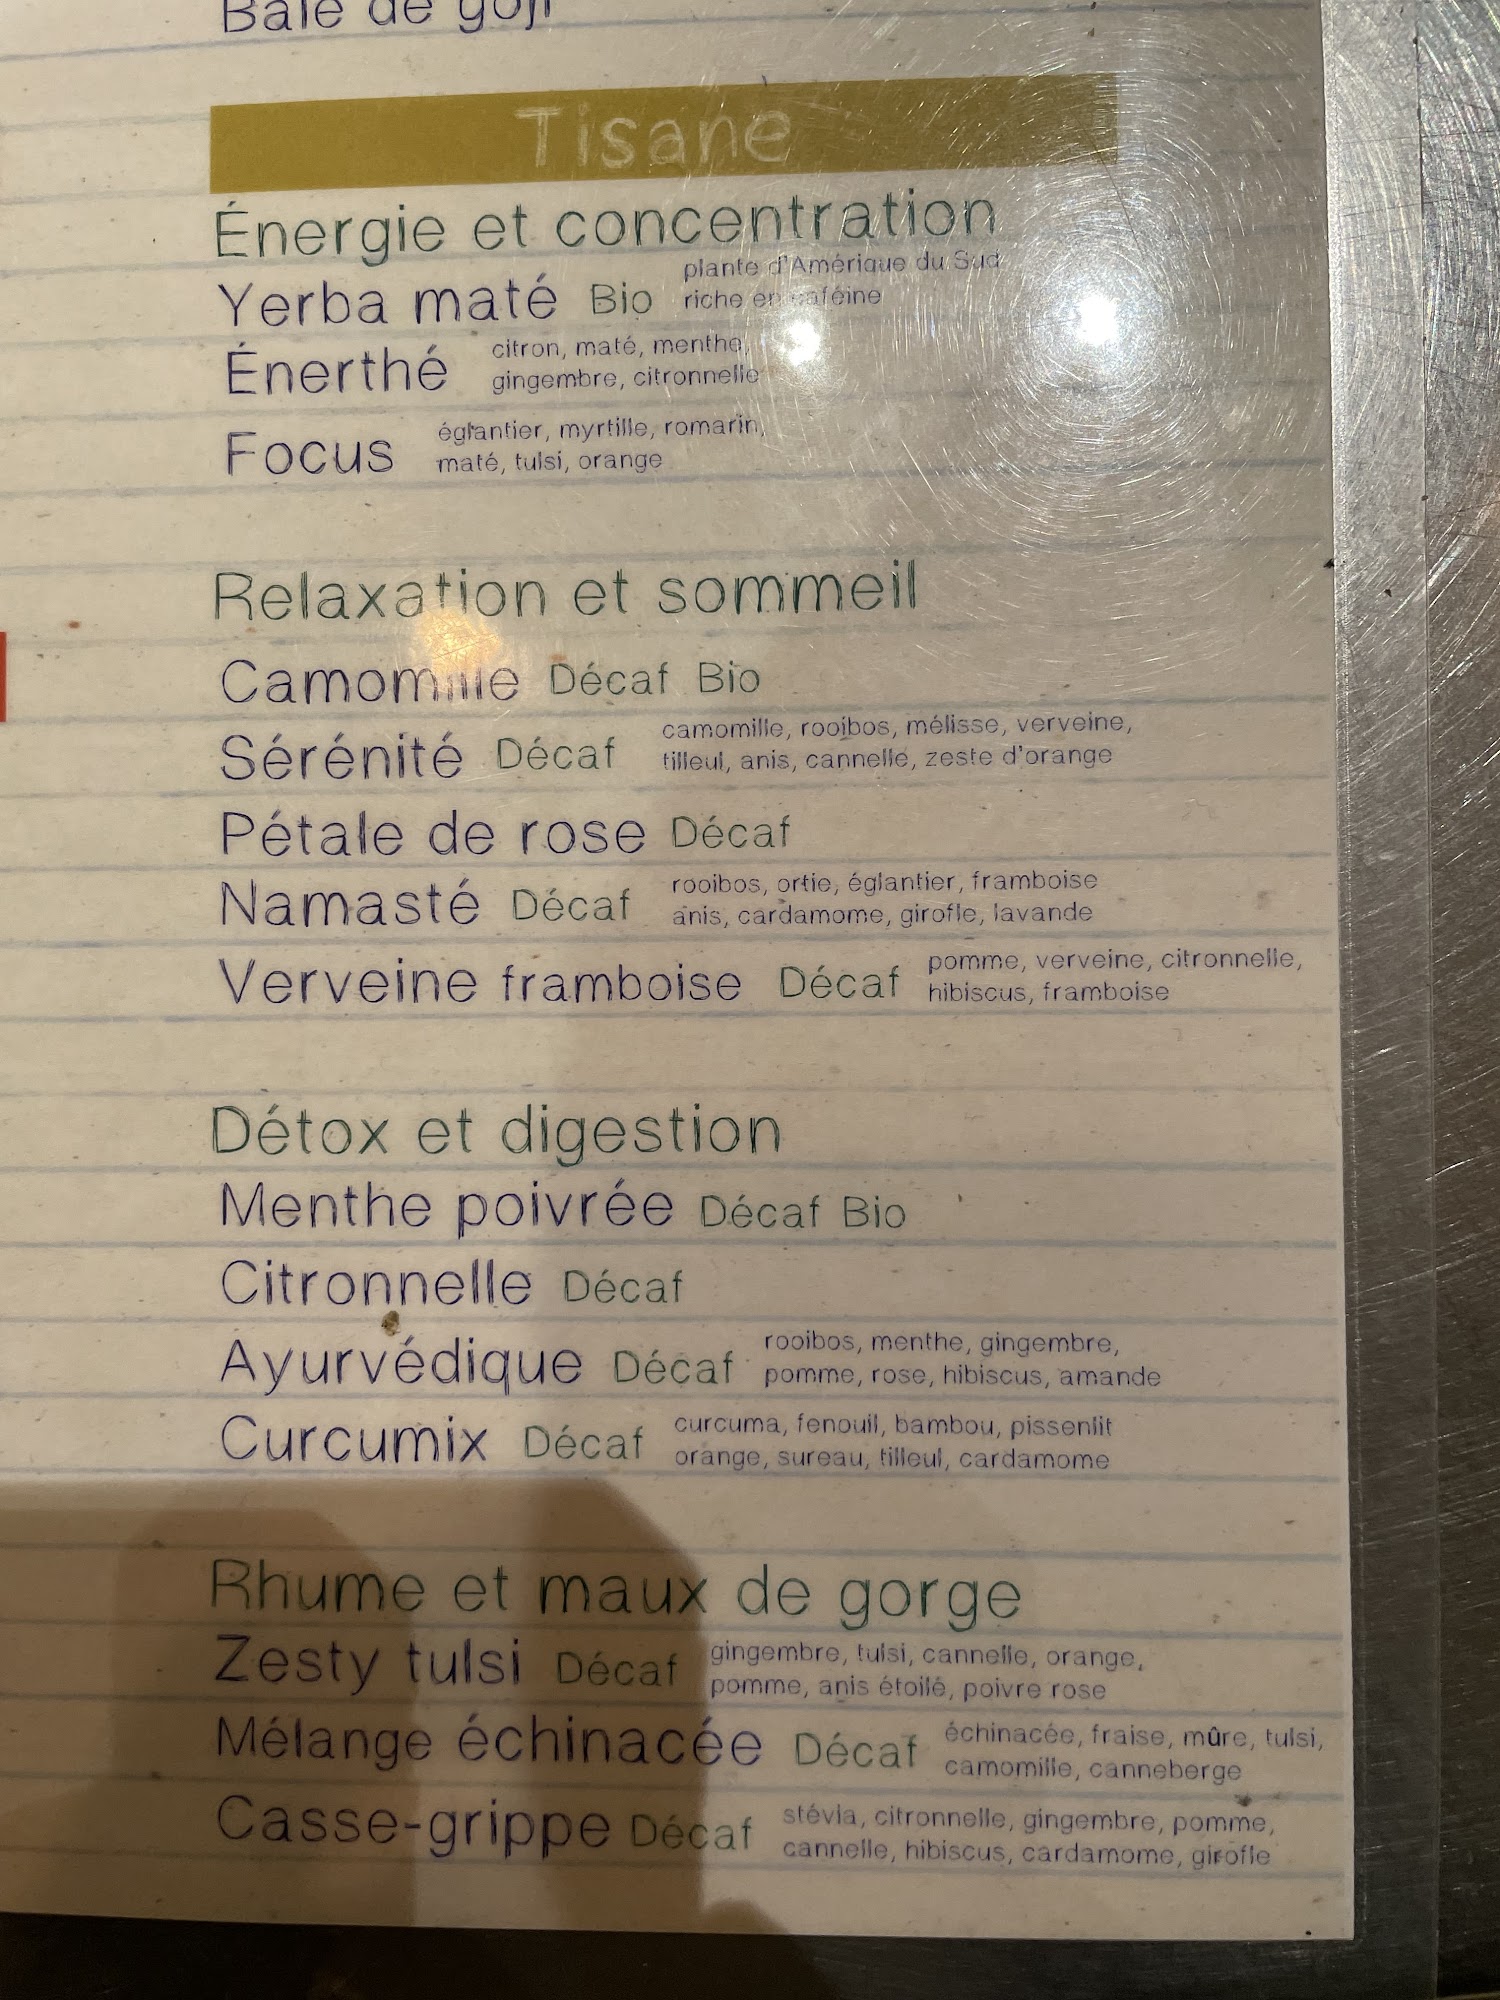 Baie de goji
Tisane
Énergie et concentration
Yerba maté Bio plante d'Amérique du Sud
riche en caféine
Énerthé citron, maté, menthe,
gingembre, citronnelle
Focus églantier, myrtille, romarin,
maté, tulsi, orange
Relaxation et sommeil
Camomille Décaf Bio
Sérénité Décaf camomille, rooibos, mélisse, verveine,
tilleul, anis, cannelle, zeste d'orange
Pétale de rose Décaf
Namasté Décaf rooibos, ortie, églantier, framboise
anis, cardamome, girofle, lavande
Verveine framboise Décaf pomme, verveine, citronnelle,
hibiscus, framboise
Détox et digestion
Menthe poivrée Décaf Bio
Citronnelle Décaf
Ayurvédique Décaf rooibos, menthe, gingembre,
pomme, rose, hibiscus, amande
Curcumix Décaf curcuma, fenouil, bambou, pissenlit
orange, sureau, tilleul, cardamome
Rhume et maux de gorge
Zesty tulsi Décaf gingembre, tulsi, cannelle, orange,
pomme, anis étoilé, poivre rose
Mélange échinacée Décaf échinacée, fraise, mûre, tulsi,
camomille, canneberge
Casse-grippe Décaf stévia, citronnelle, gingembre, pomme,
cannelle, hibiscus, cardamome, girofle